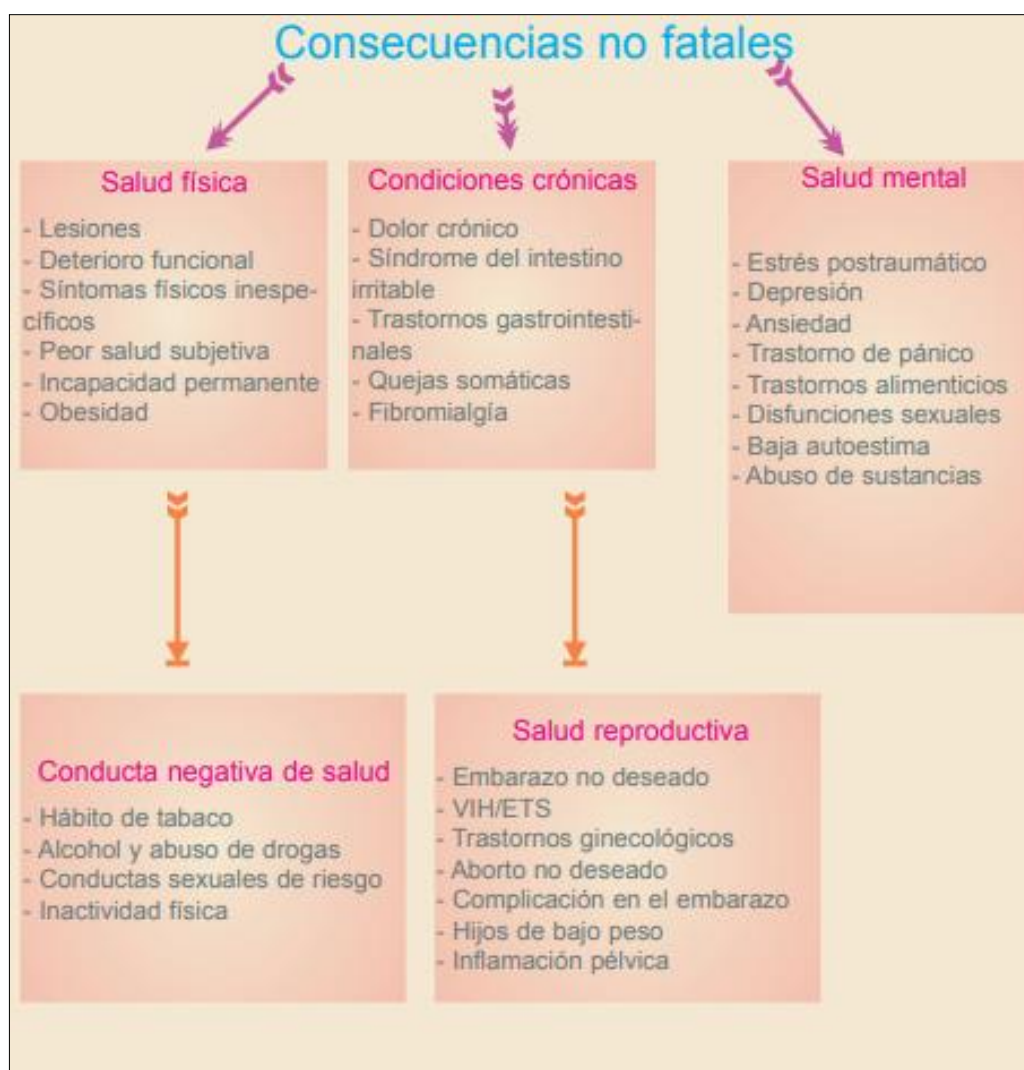 Consecuencias no fatales
Salud física
- Lesiones
- Deterioro funcional
- Síntomas físicos inespe-
cíficos
- Peor salud subjetiva
- Incapacidad permanente
- Obesidad
Condiciones crónicas
- Dolor crónico
- Síndrome del intestino
irritable
- Trastornos gastrointesti-
nales
- Quejas somáticas
- Fibromialgía
Salud mental
- Estrés postraumático
- Depresión
- Ansiedad
- Trastorno de pánico
- Trastornos alimenticios
- Disfunciones sexuales
- Baja autoestima
- Abuso de sustancias
Conducta negativa de salud
- Hábito de tabaco
- Alcohol y abuso de drogas
- Conductas sexuales de riesgo
- Inactividad física
Salud reproductiva
- Embarazo no deseado
- VIH/ETS
- Trastornos ginecológicos
- Aborto no deseado
- Complicación en el embarazo
- Hijos de bajo peso
- Inflamación pélvica